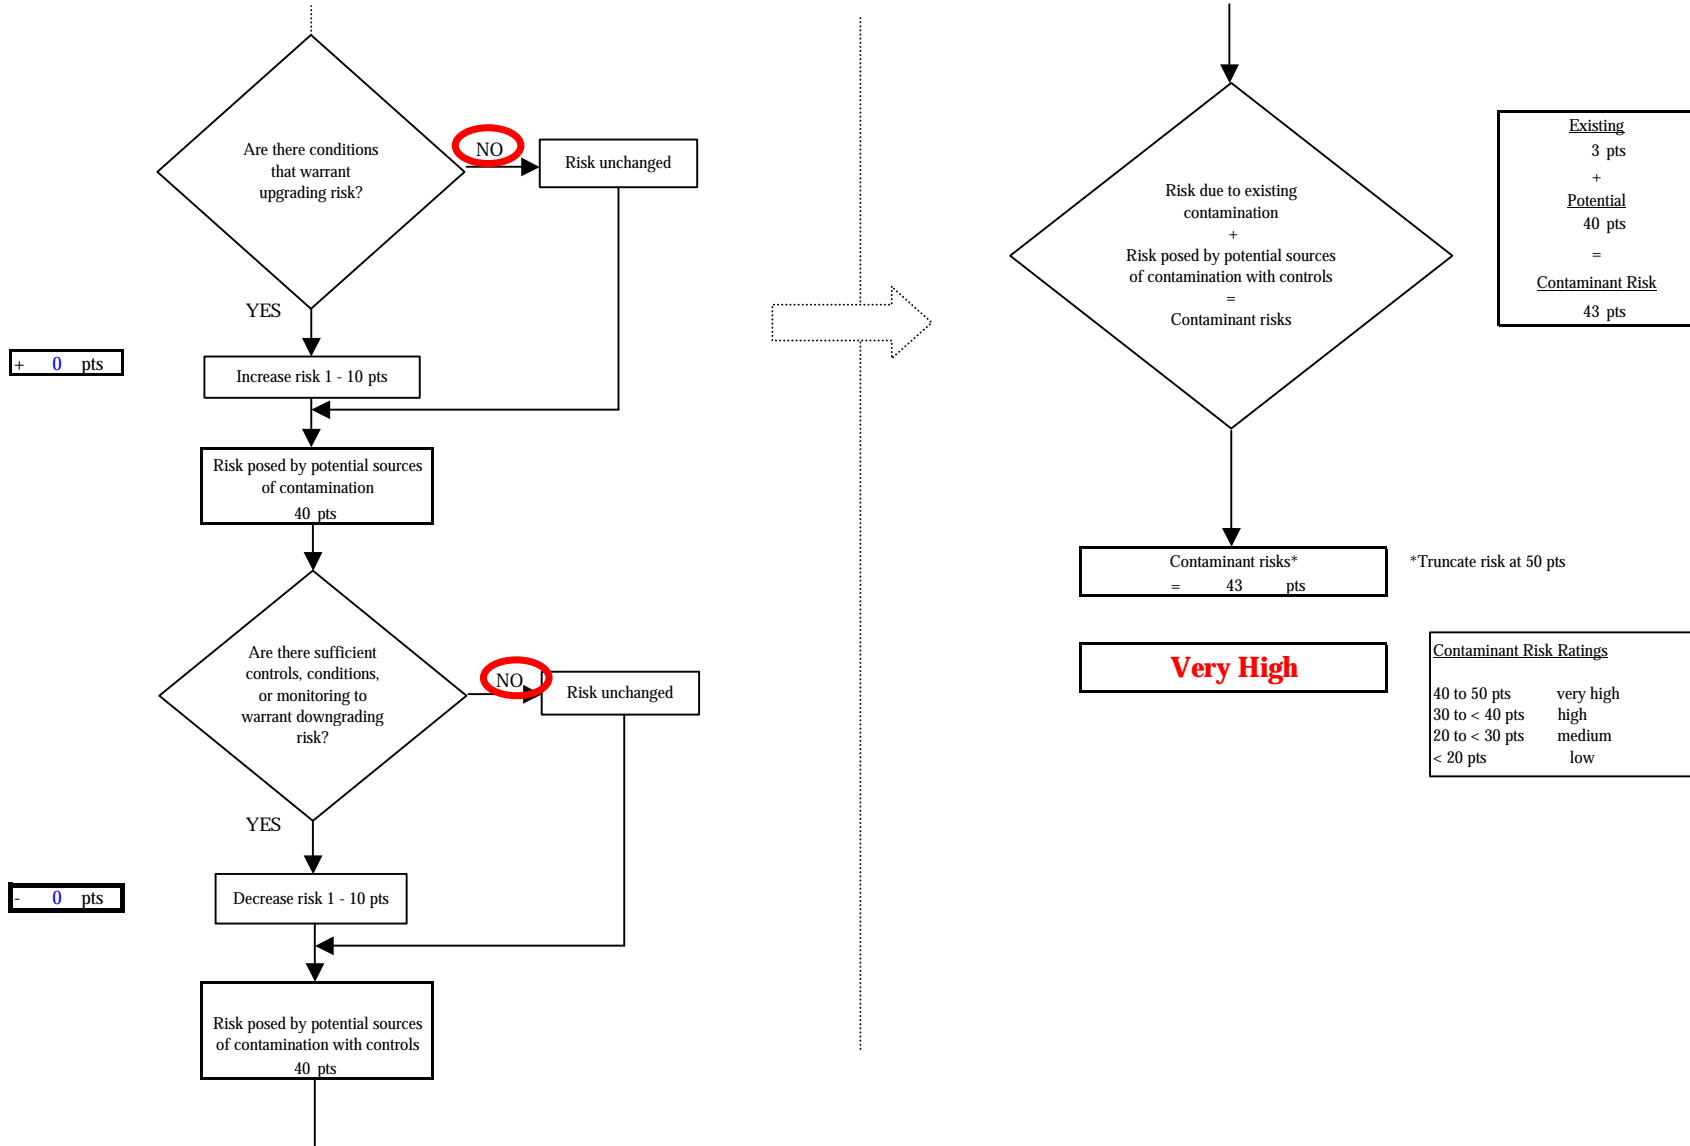 Are there conditions
that warrant
upgrading risk?
NO
Risk unchanged
YES
+ 0 pts
Increase risk 1 - 10 pts
Risk posed by potential sources
of contamination
40 pts
Are there sufficient
controls, conditions,
or monitoring to
warrant downgrading
risk?
NO
Risk unchanged
YES
- 0 pts
Decrease risk 1 - 10 pts
Risk posed by potential sources
of contamination with controls
40 pts
Risk due to existing
contamination
+
Risk posed by potential sources
of contamination with controls
=
Contaminant risks
Existing
3 pts
+
Potential
40 pts
=
Contaminant Risk
43 pts
Contaminant risks*
= 43 pts
*Truncate risk at 50 pts
Very High
Contaminant Risk Ratings
40 to 50 pts very high
30 to < 40 pts high
20 to < 30 pts medium
< 20 pts low